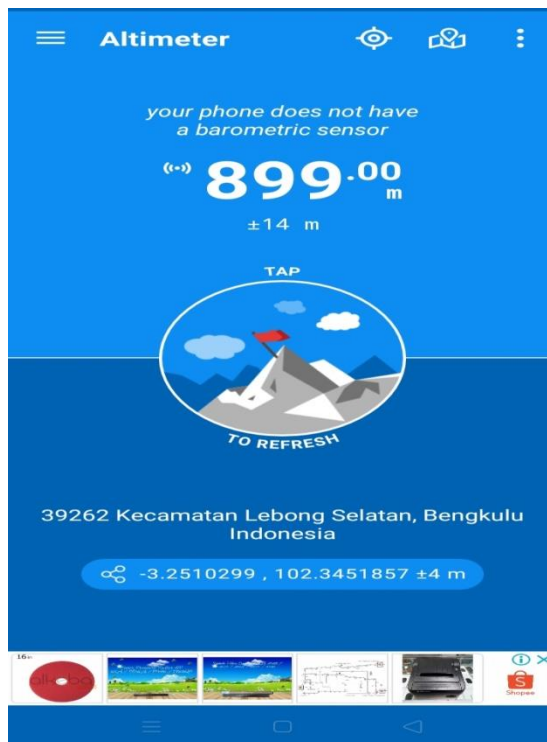 Altimeter
your phone does not have
a barometric sensor
899.00
m
±14 m
TAP
TO REFRESH
39262 Kecamatan Lebong Selatan, Bengkulu
Indonesia
-3.2510299 , 102.3451857 ±4 m
Shopee